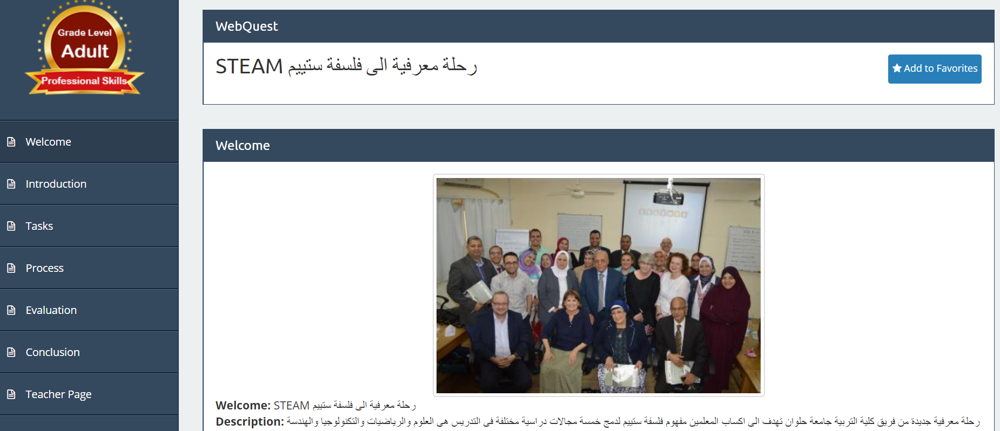 Grade Level
Adult
Professional Skills
Welcome
Introduction
Tasks
Process
Evaluation
Conclusion
Teacher Page
WebQuest
رحلة معرفية الى فلسفة ستييم STEAM
Add to Favorites
Welcome
Welcome: رحلة معرفية الى فلسفة ستييم STEAM
Description: رحلة معرفية جديدة من فريق كلية التربية جامعة حلوان تهدف الى اكساب المعلمين مفهوم فلسفة ستييم لدمج خمسة مجالات دراسية مختلفة فى التدريس هى العلوم والرياضيات والتكنولوجيا والهندسة